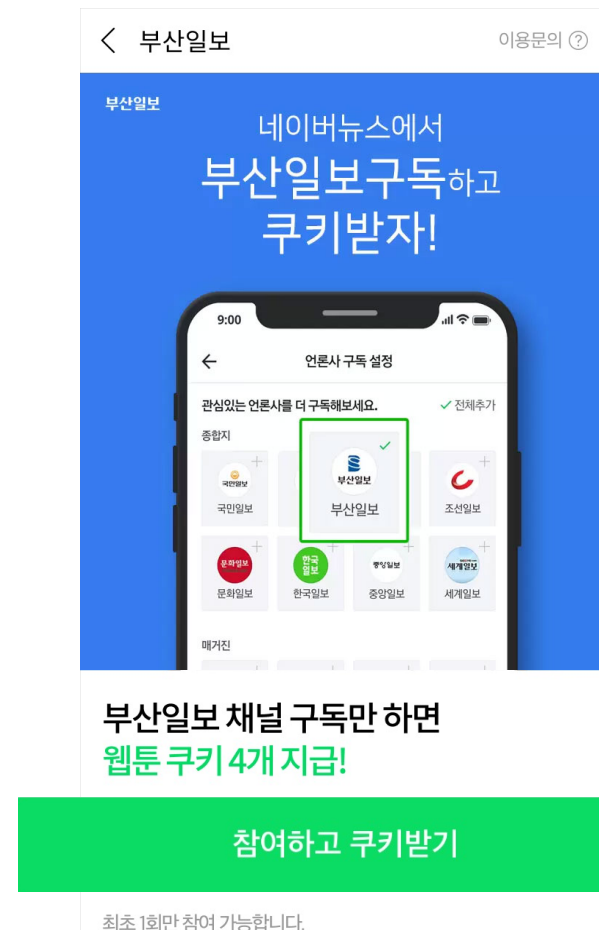 부산일보
이용문의 ?
부산일보
네이버뉴스에서
부산일보구독하고
쿠키받자!
9:00
언론사 구독 설정
관심있는 언론사를 더 구독해보세요.
전체추가
종합지
국민일보
부산일보
국민일보
부산일보
조선일보
문화일보
한국
일보
중앙일보
세계일보
문화일보
한국일보
중앙일보
세계일보
매거진
부산일보 채널 구독만 하면
웹툰 쿠키 4개 지급!
참여하고 쿠키받기
최초 1회만 참여 가능합니다.